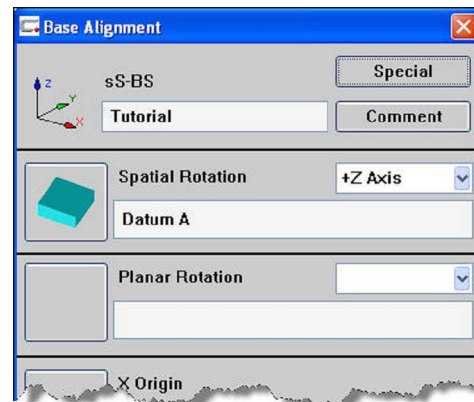 Base Alignment
Z
Y
X
sS-BS
Special
Tutorial
Comment
Spatial Rotation
+Z Axis
Datum A
Planar Rotation
X Origin